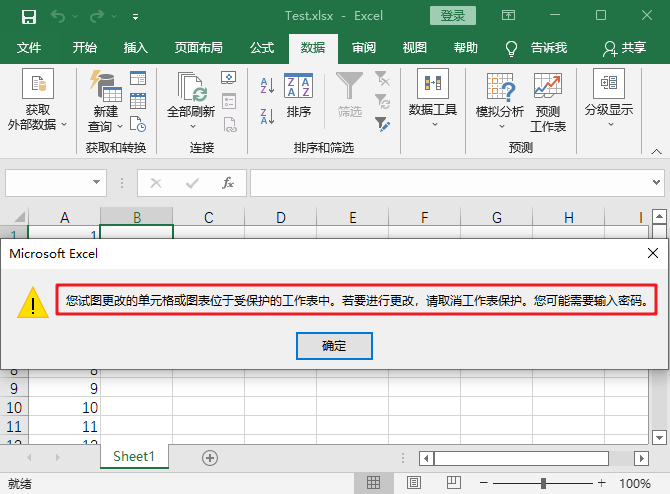 Test.xlsx - Excel
登录
文件 开始 插入 页面布局 公式 数据 审阅 视图 帮助 告诉我 共享
获取
外部数据
新建
查询
全部刷新
排序
筛选
数据工具
模拟分析
预测
工作表
分级显示
获取和转换
连接
排序和筛选
预测
fx
A B C D E F G H I
1 1
Microsoft Excel
您试图更改的单元格或图表位于受保护的工作表中。若要进行更改，请取消工作表保护。您可能需要输入密码。
确定
8 8
9 9
10 10
11 11
12 12
Sheet1
就绪
100%